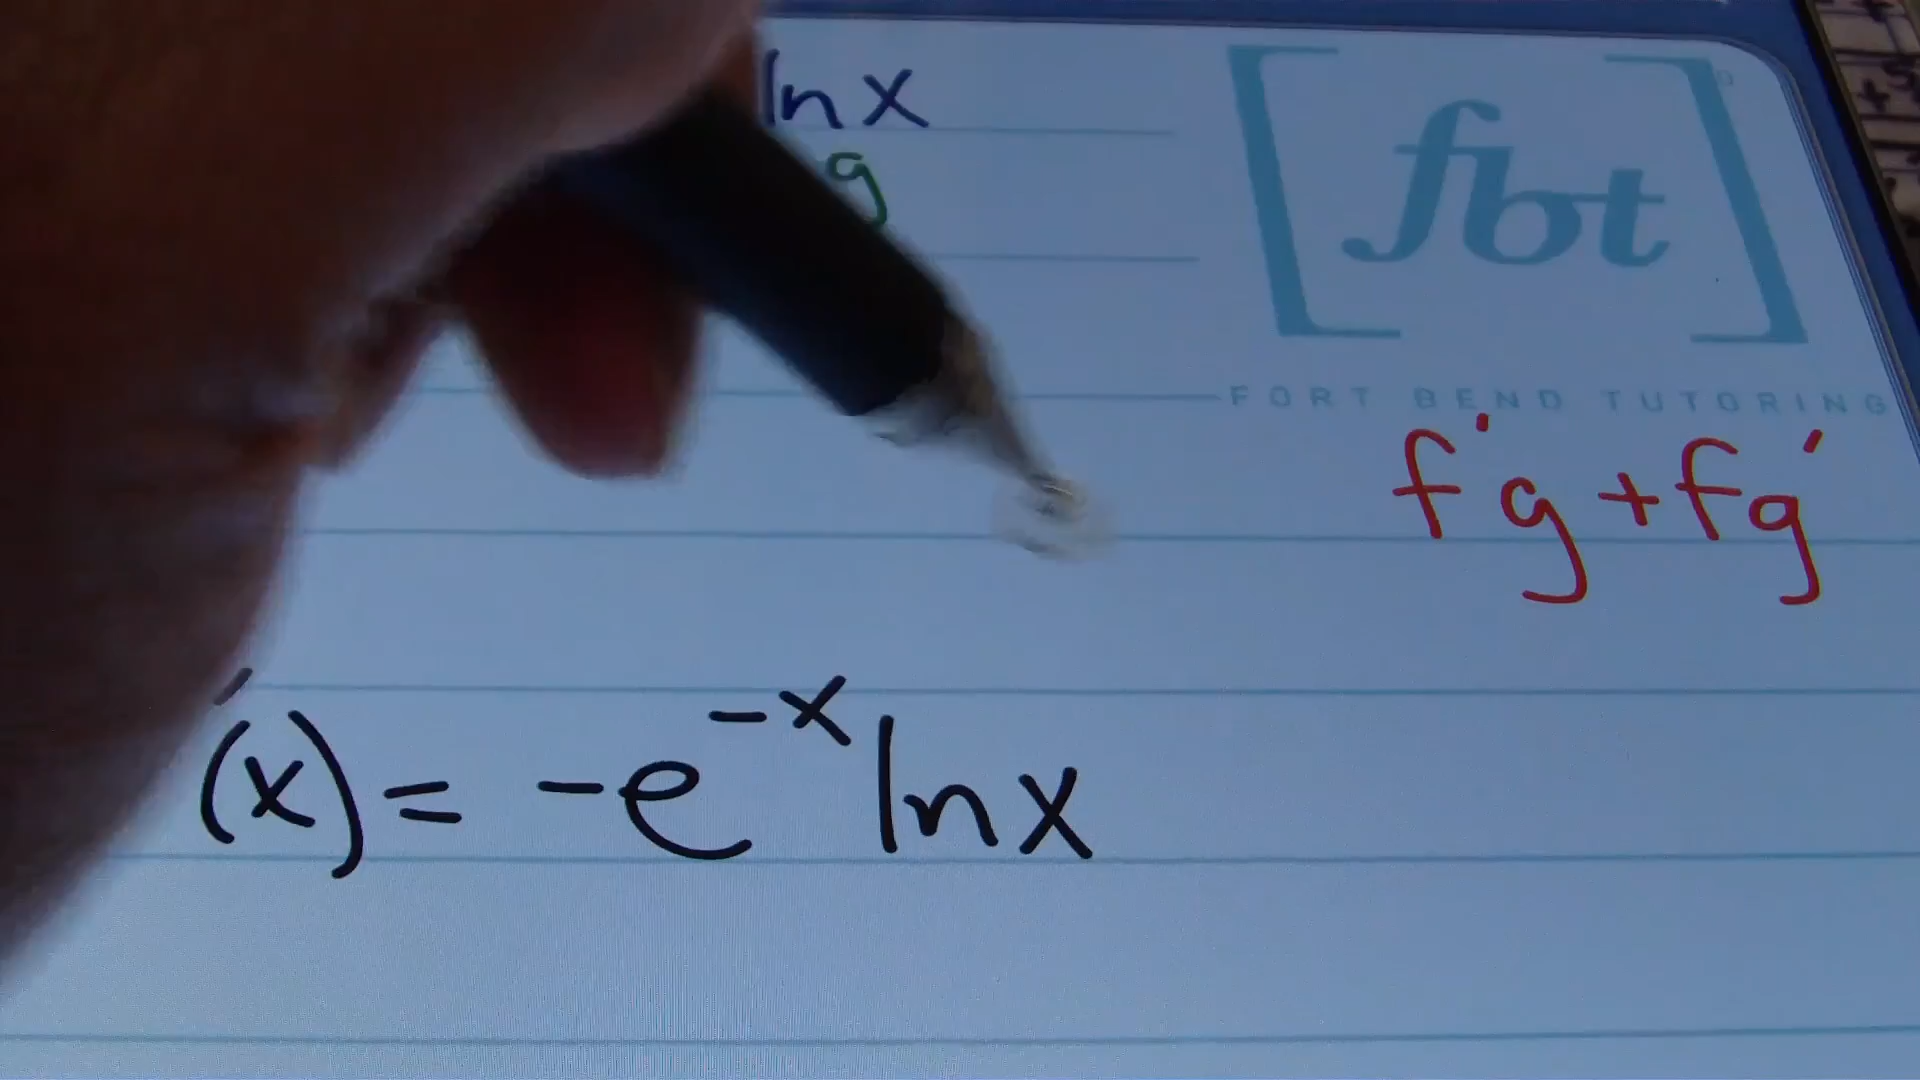 ln x
g
fbt
FORT BEND TUTORING
f'g + fg'
'(x) = -e^{-x} ln x